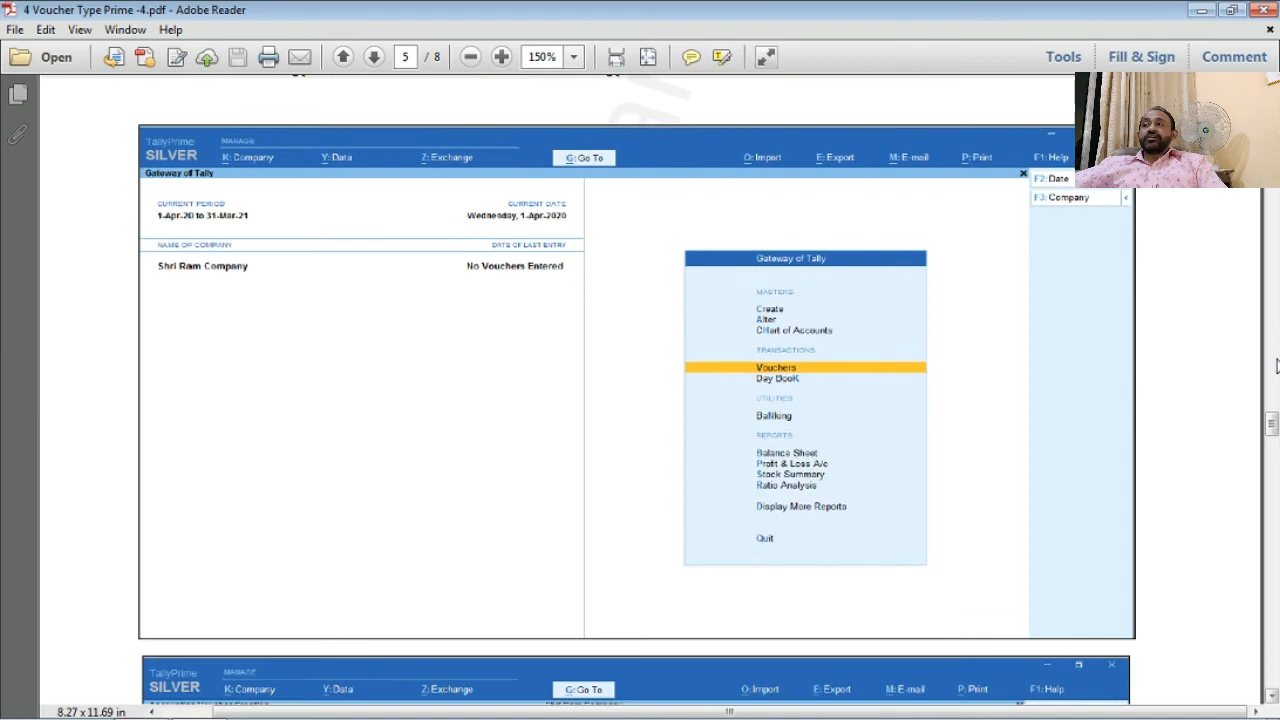 4 Voucher Type Prime -4.pdf - Adobe Reader
File Edit View Window Help
Open 5 / 8 150% Tools Fill & Sign Comment
TallyPrime MANAGE
SILVER K: Company Y: Data Z: Exchange G: Go To O: Import E: Export M: E-mail P: Print F1: Help
Gateway of Tally
F2: Date
F3: Company
CURRENT PERIOD CURRENT DATE
1-Apr-20 to 31-Mar-21 Wednesday, 1-Apr-2020
NAME OF COMPANY DATE OF LAST ENTRY
Shri Ram Company No Vouchers Entered
Gateway of Tally
MASTERS
Create
Alter
CHart of Accounts
TRANSACTIONS
Vouchers
Day BooK
UTILITIES
BaNking
REPORTS
Balance Sheet
Profit & Loss A/c
Stock Summary
Ratio Analysis
Display More Reports
Quit
TallyPrime MANAGE
SILVER K: Company Y: Data Z: Exchange G: Go To O: Import E: Export M: E-mail P: Print F1: Help
8.27 x 11.69 in